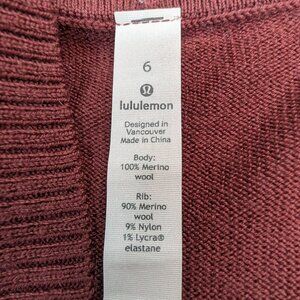 6
lululemon
Designed in
Vancouver
Made in China
Body:
100% Merino
wool
Rib:
90% Merino
wool
9% Nylon
1% Lycra®
elastane